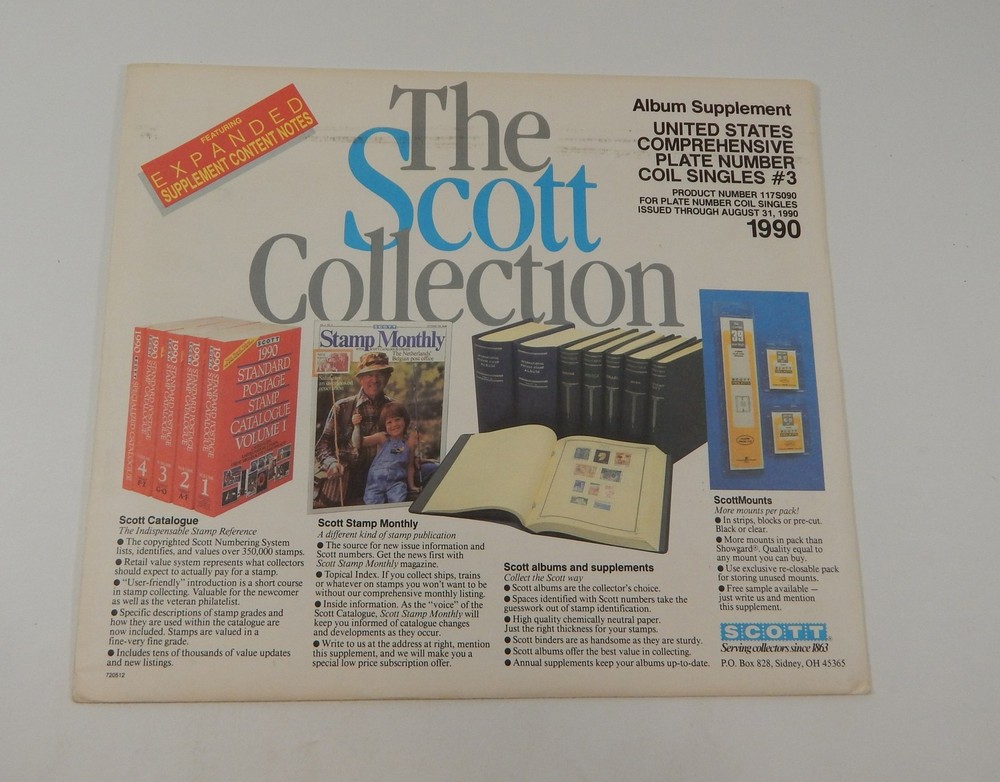 FEATURING
EXPANDED
SUPPLEMENT CONTENT NOTES
The
Scott
Collection
Album Supplement
UNITED STATES
COMPREHENSIVE
PLATE NUMBER
COIL SINGLES #3
PRODUCT NUMBER 117S090
FOR PLATE NUMBER COIL SINGLES
ISSUED THROUGH AUGUST 31, 1990
1990
SCOTT
1990
STANDARD
POSTAGE
STAMP
CATALOGUE
VOLUME 1
4
3
2
1
SCOTT
Stamp Monthly
The Netherlands'
Belgian post office
39
SCOTT
Scott Catalogue
The Indispensable Stamp Reference
● The copyrighted Scott Numbering System
lists, identifies, and values over 350,000 stamps.
● Retail value system represents what collectors
should expect to actually pay for a stamp.
● “User-friendly” introduction is a short course
in stamp collecting. Valuable for the newcomer
as well as the veteran philatelist.
● Specific descriptions of stamp grades and
how they are used within the catalogue are
now included. Stamps are valued in a
fine-very fine grade.
● Includes tens of thousands of value updates
and new listings.
720512
Scott Stamp Monthly
A different kind of stamp publication
● The source for new issue information and
Scott numbers. Get the news first with
Scott Stamp Monthly magazine.
● Topical Index. If you collect ships, trains
or whatever on stamps you won't want to be
without our comprehensive monthly listing.
● Inside information. As the “voice” of the
Scott Catalogue, Scott Stamp Monthly will
keep you informed of catalogue changes
and developments as they occur.
● Write to us at the address at right, mention
this supplement, and we will make you a
special low price subscription offer.
Scott albums and supplements
Collect the Scott way
● Scott albums are the collector's choice.
● Spaces identified with Scott numbers take the
guesswork out of stamp identification.
● High quality chemically neutral paper.
Just the right thickness for your stamps.
● Scott binders are as handsome as they are sturdy.
● Scott albums offer the best value in collecting.
● Annual supplements keep your albums up-to-date.
ScottMounts
More mounts per pack!
● In strips, blocks or pre-cut.
Black or clear.
● More mounts in pack than
Showgard®. Quality equal to
any mount you can buy.
● Use exclusive re-closable pack
for storing unused mounts.
● Free sample available —
just write us and mention
this supplement.
SCOTT®
Serving collectors since 1863
P.O. Box 828, Sidney, OH 45365